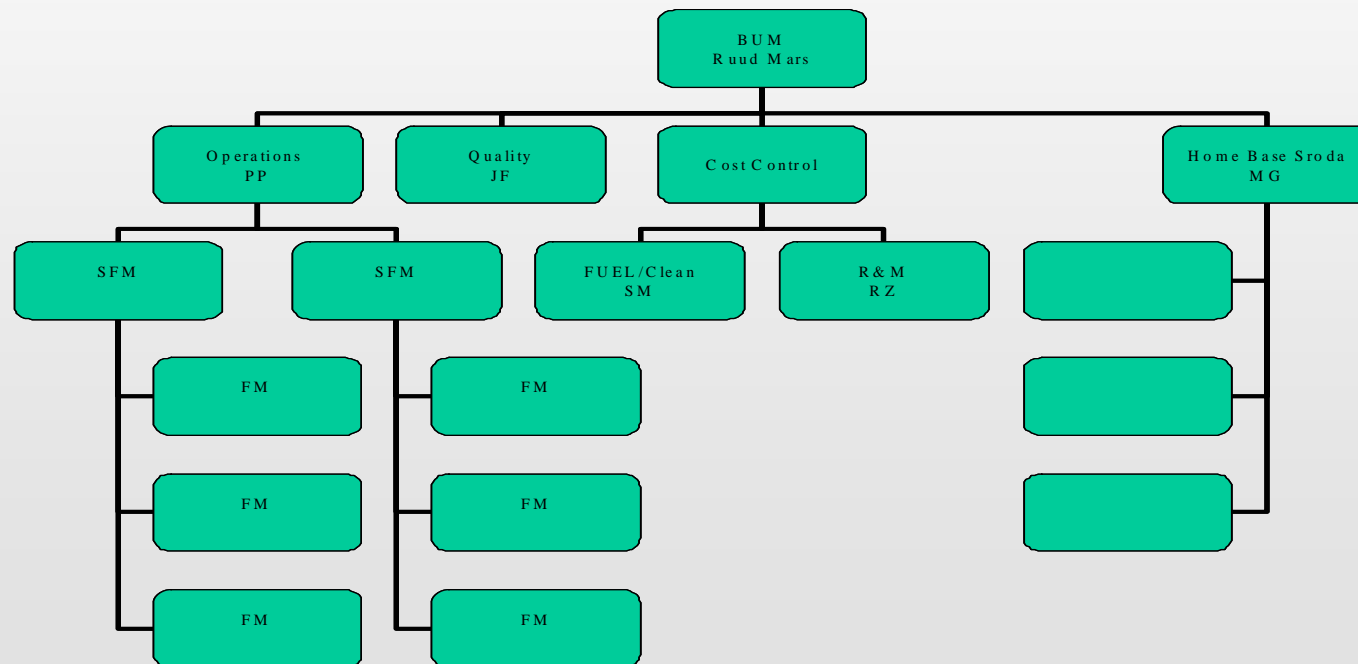 BUM
Ruud Mars
Operations
PP
Quality
JF
Cost Control
Home Base Sroda
MG
SFM
SFM
FUEL/Clean
SM
R&M
RZ
FM
FM
FM
FM
FM
FM